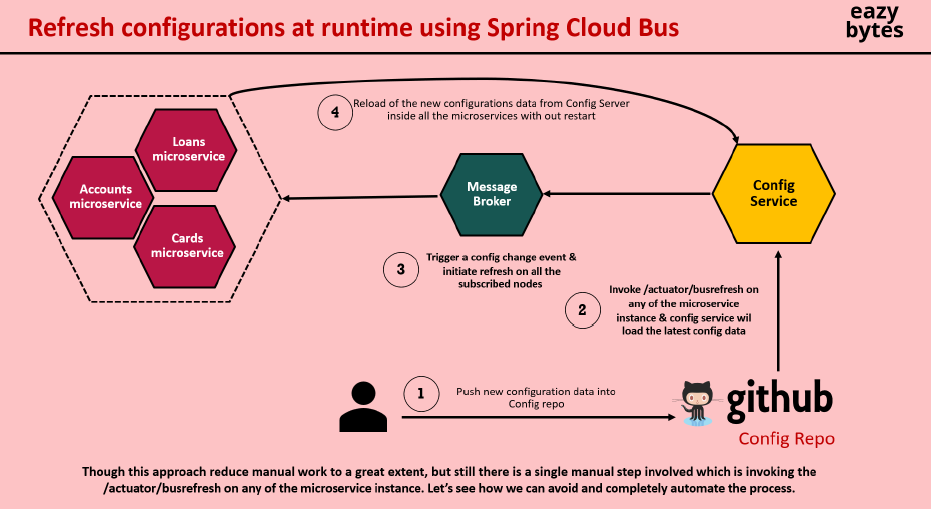 Refresh configurations at runtime using Spring Cloud Bus
eazy
bytes
4
Reload of the new configurations data from Config Server
inside all the microservices with out restart
Loans
microservice
Accounts
microservice
Cards
microservice
Message
Broker
Config
Service
3
Trigger a config change event &
initiate refresh on all the
subscribed nodes
2
Invoke /actuator/busrefresh on
any of the microservice
instance & config service wil
load the latest config data
1
Push new configuration data into
Config repo
github
Config Repo
Though this approach reduce manual work to a great extent, but still there is a single manual step involved which is invoking the
/actuator/busrefresh on any of the microservice instance. Let's see how we can avoid and completely automate the process.